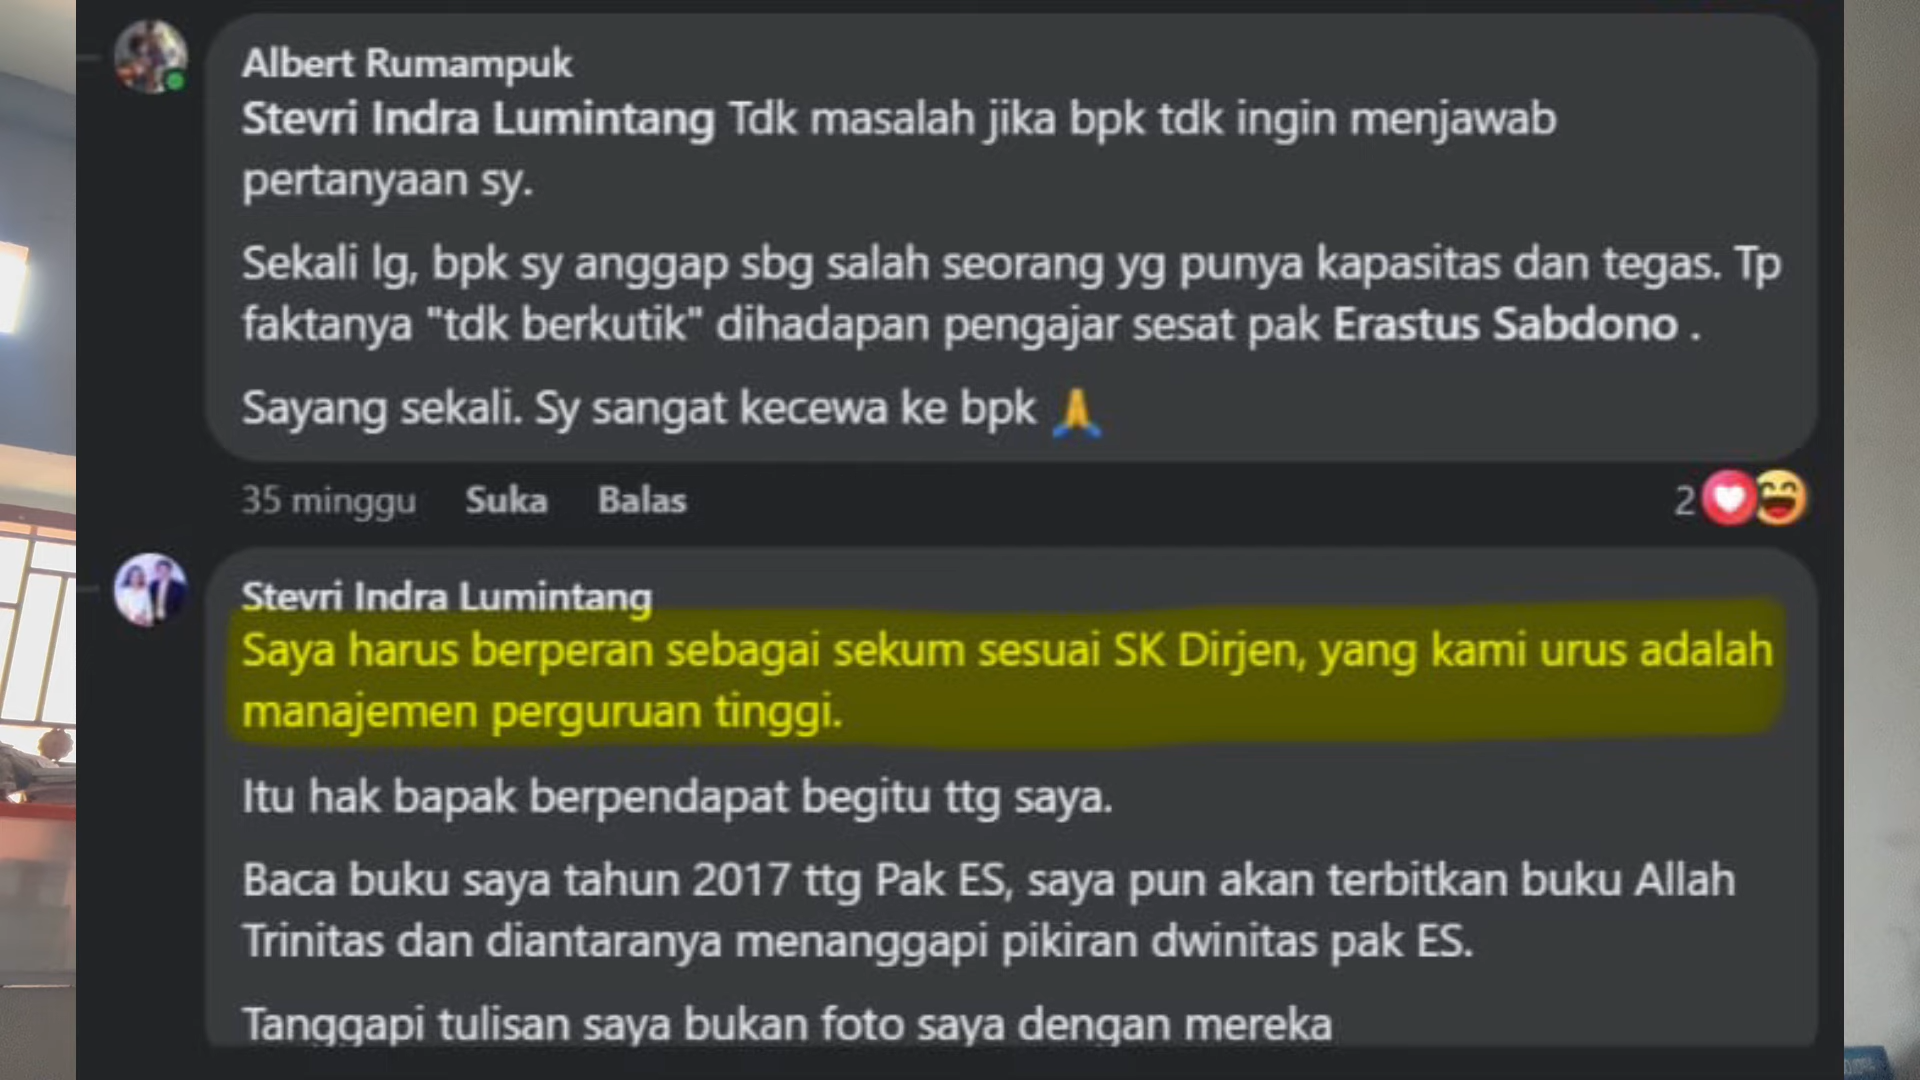 Albert Rumampuk
Stevri Indra Lumintang Tdk masalah jika bpk tdk ingin menjawab
pertanyaan sy.
Sekali lg, bpk sy anggap sbg salah seorang yg punya kapasitas dan tegas. Tp
faktanya "tdk berkutik" dihadapan pengajar sesat pak Erastus Sabdono .
Sayang sekali. Sy sangat kecewa ke bpk 🙏
35 minggu Suka Balas 2
Stevri Indra Lumintang
Saya harus berperan sebagai sekum sesuai SK Dirjen, yang kami urus adalah
manajemen perguruan tinggi.
Itu hak bapak berpendapat begitu ttg saya.
Baca buku saya tahun 2017 ttg Pak ES, saya pun akan terbitkan buku Allah
Trinitas dan diantaranya menanggapi pikiran dwinitas pak ES.
Tanggapi tulisan saya bukan foto saya dengan mereka